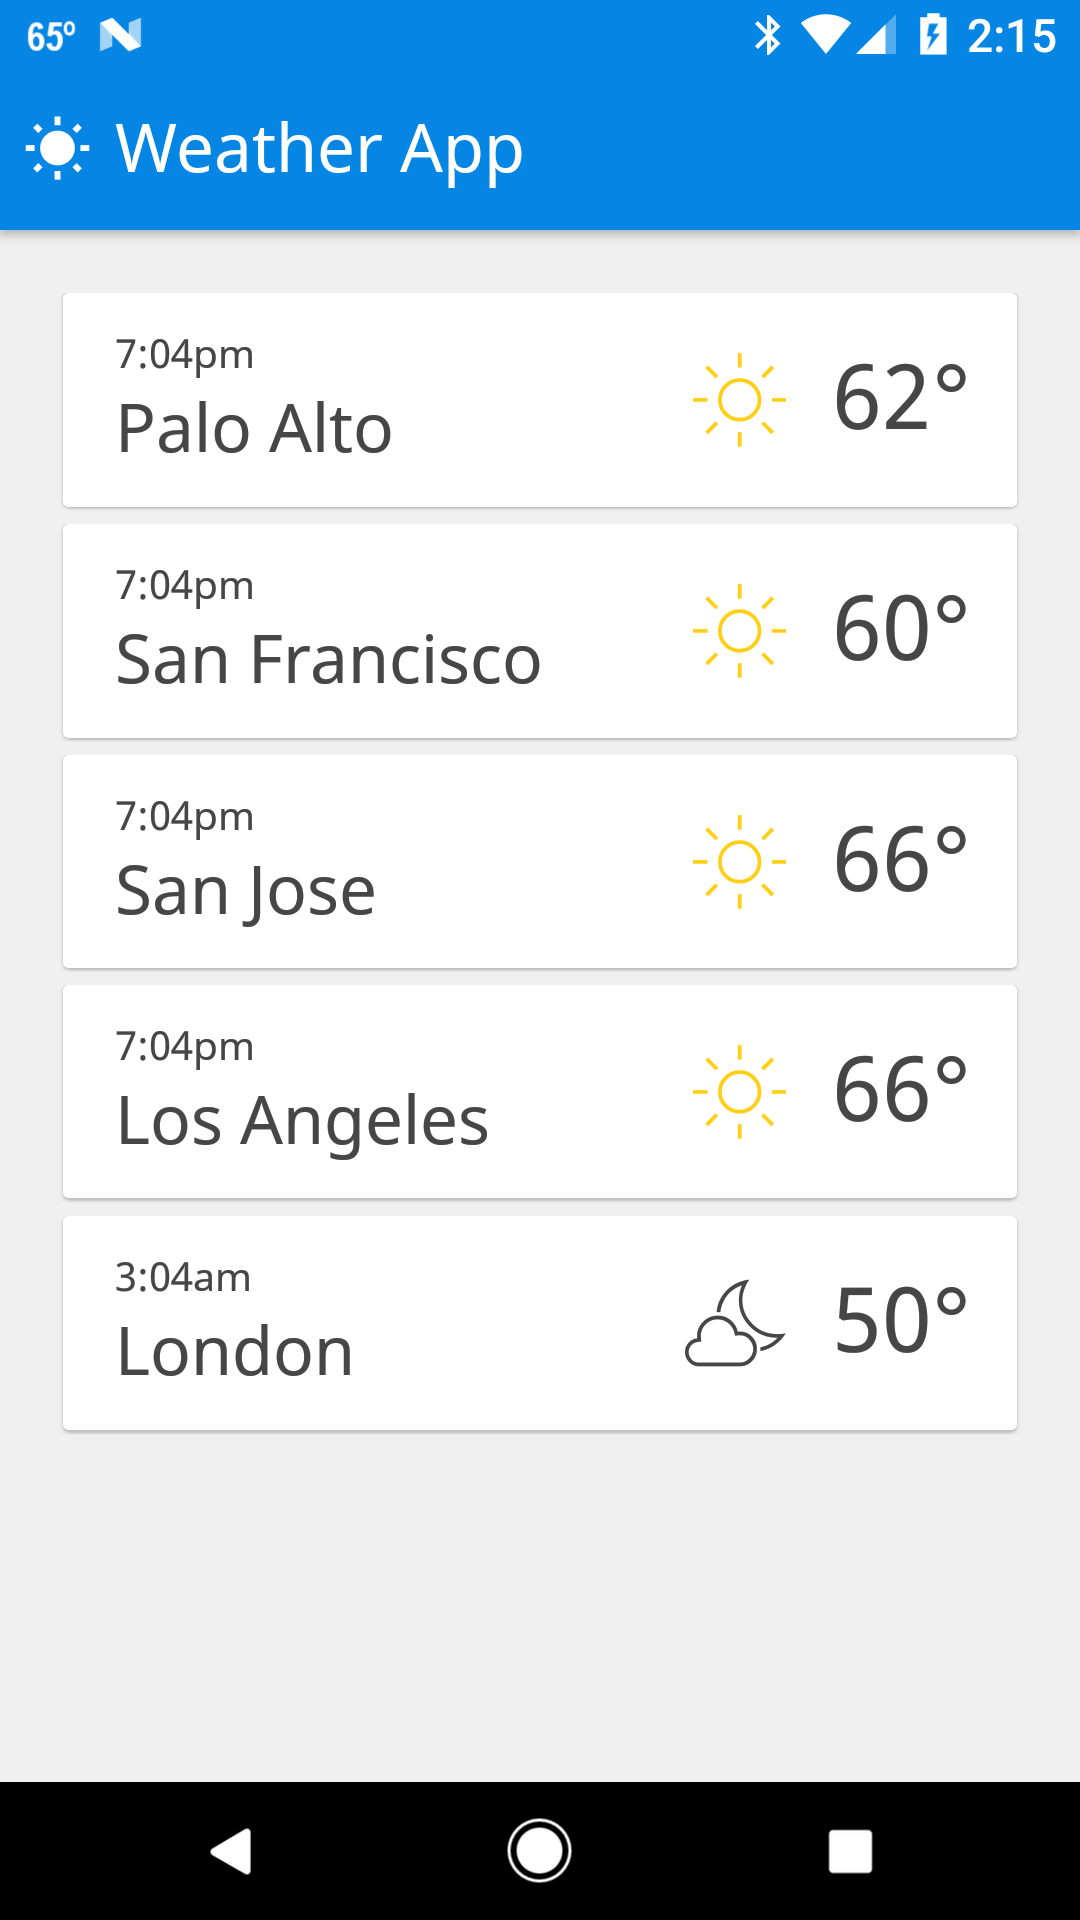 65º 2:15
Weather App
7:04pm
Palo Alto
62°
7:04pm
San Francisco
60°
7:04pm
San Jose
66°
7:04pm
Los Angeles
66°
3:04am
London
50°